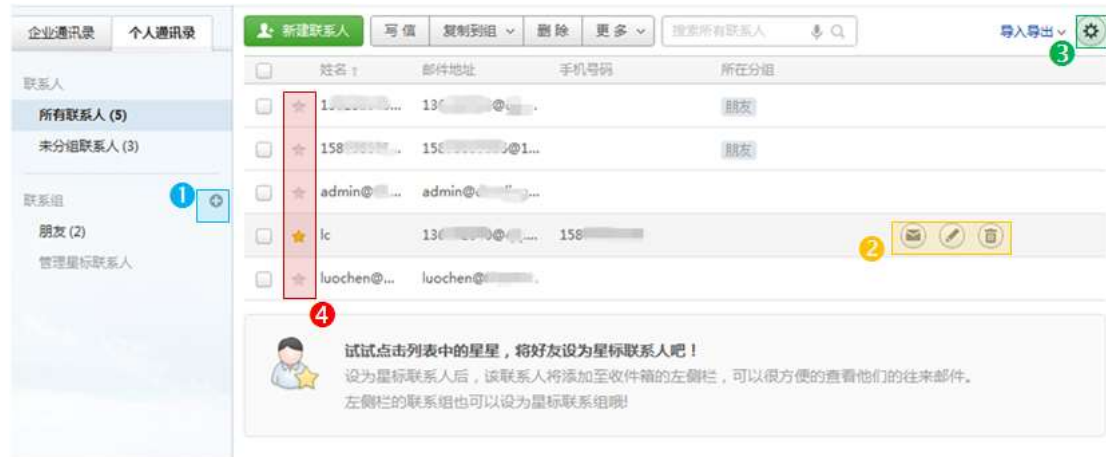 企业通讯录 个人通讯录
新建联系人 写 信 复制到组 删 除 更 多 搜索所有联系人 导入导出
3
姓名 邮件地址 手机号码 所在分组
联系人
所有联系人 (5)
未分组联系人 (3)
朋友
158 @1...
朋友
1
联系组
admin@ ... admin@
朋友 (2)
lc 158
2
管理星标联系人
luochen@... luochen@
4
试试点击列表中的星星，将好友设为星标联系人吧！
设为星标联系人后，该联系人将添加至收件箱的左侧栏，可以很方便的查看他们的往来邮件。
左侧栏的联系组也可以设为星标联系组哦!